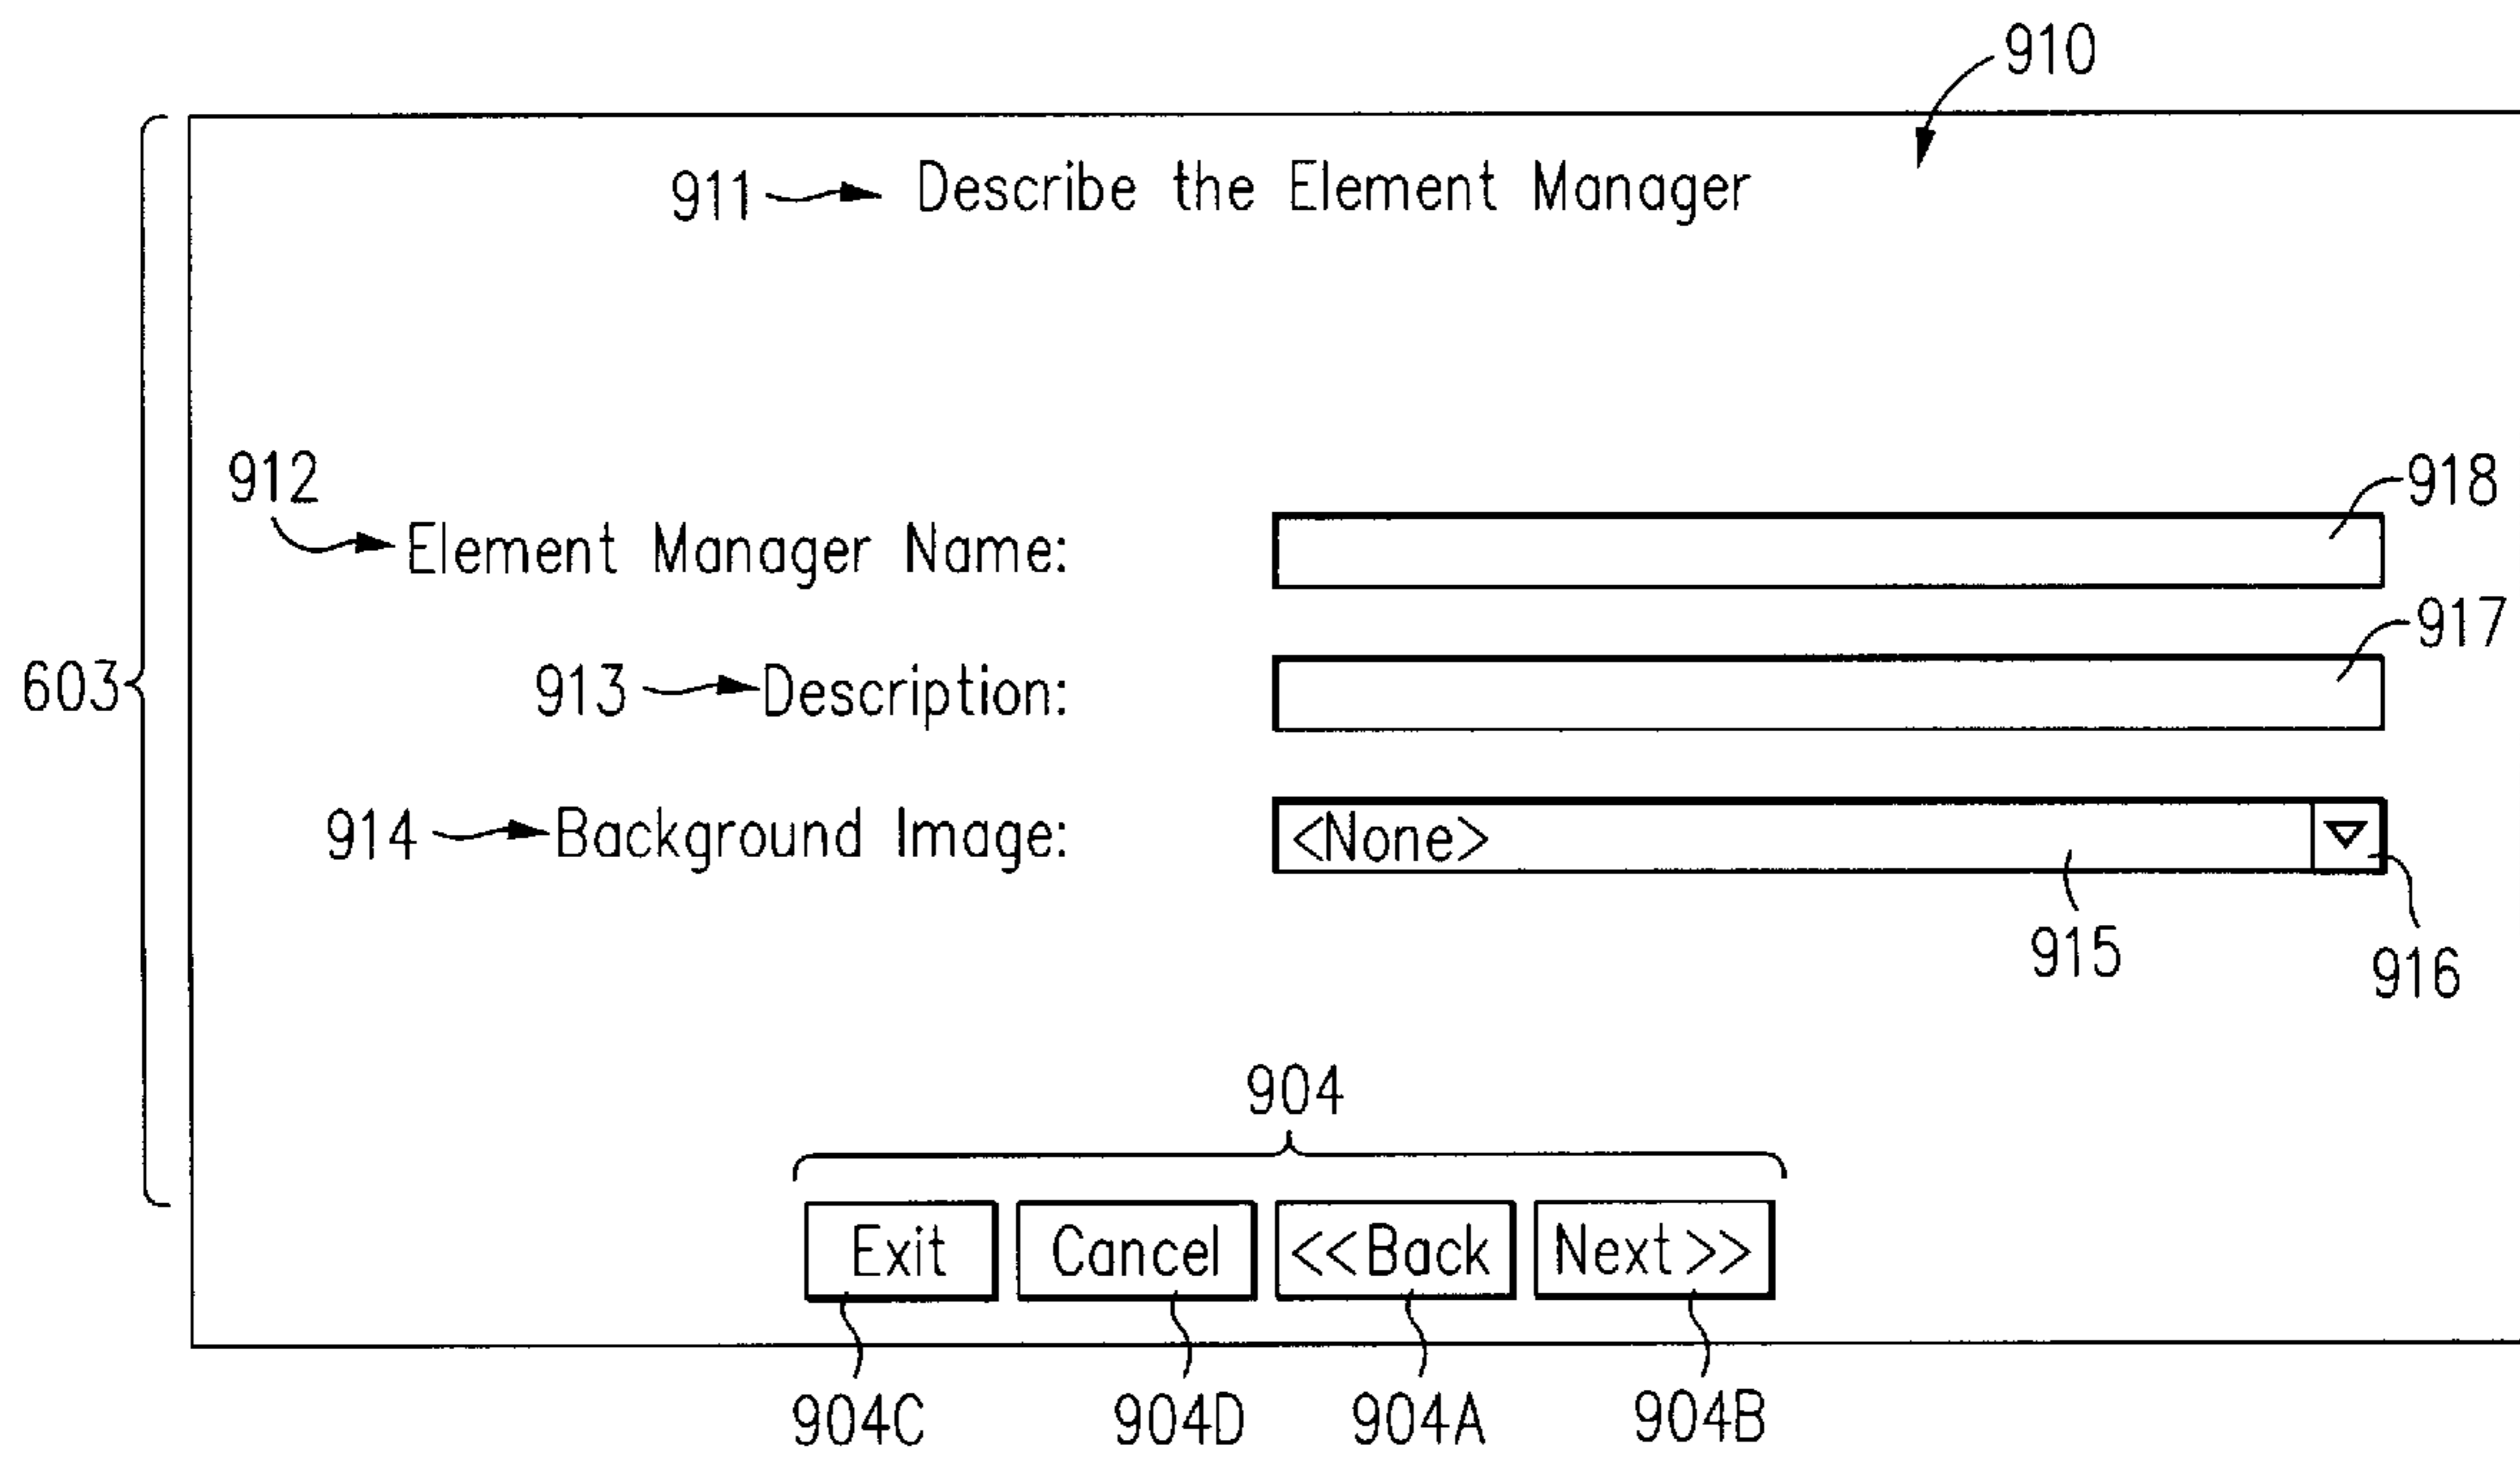 910
911 Describe the Element Manager
912
918
Element Manager Name:
917
603
913 Description:
914 Background Image: <None>
915
916
904
Exit Cancel <<Back Next>>
904C 904D 904A 904B